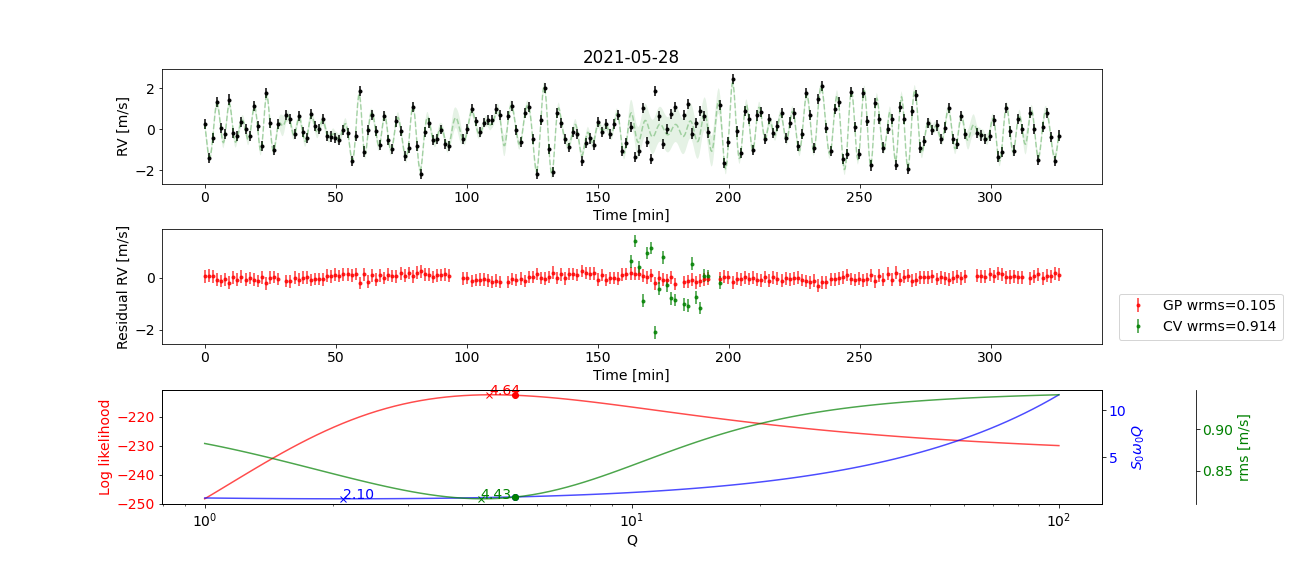 2021-05-28
RV [m/s]
2
0
−2
0 50 100 150 200 250 300
Time [min]
Residual RV [m/s]
0
−2
0 50 100 150 200 250 300
Time [min]
GP wrms=0.105
CV wrms=0.914
Log likelihood
−220
−230
−240
−250
4.64
2.10
4.43
10
5
S₀ω₀Q
0.90
0.85
rms [m/s]
10⁰ 10¹ 10²
Q